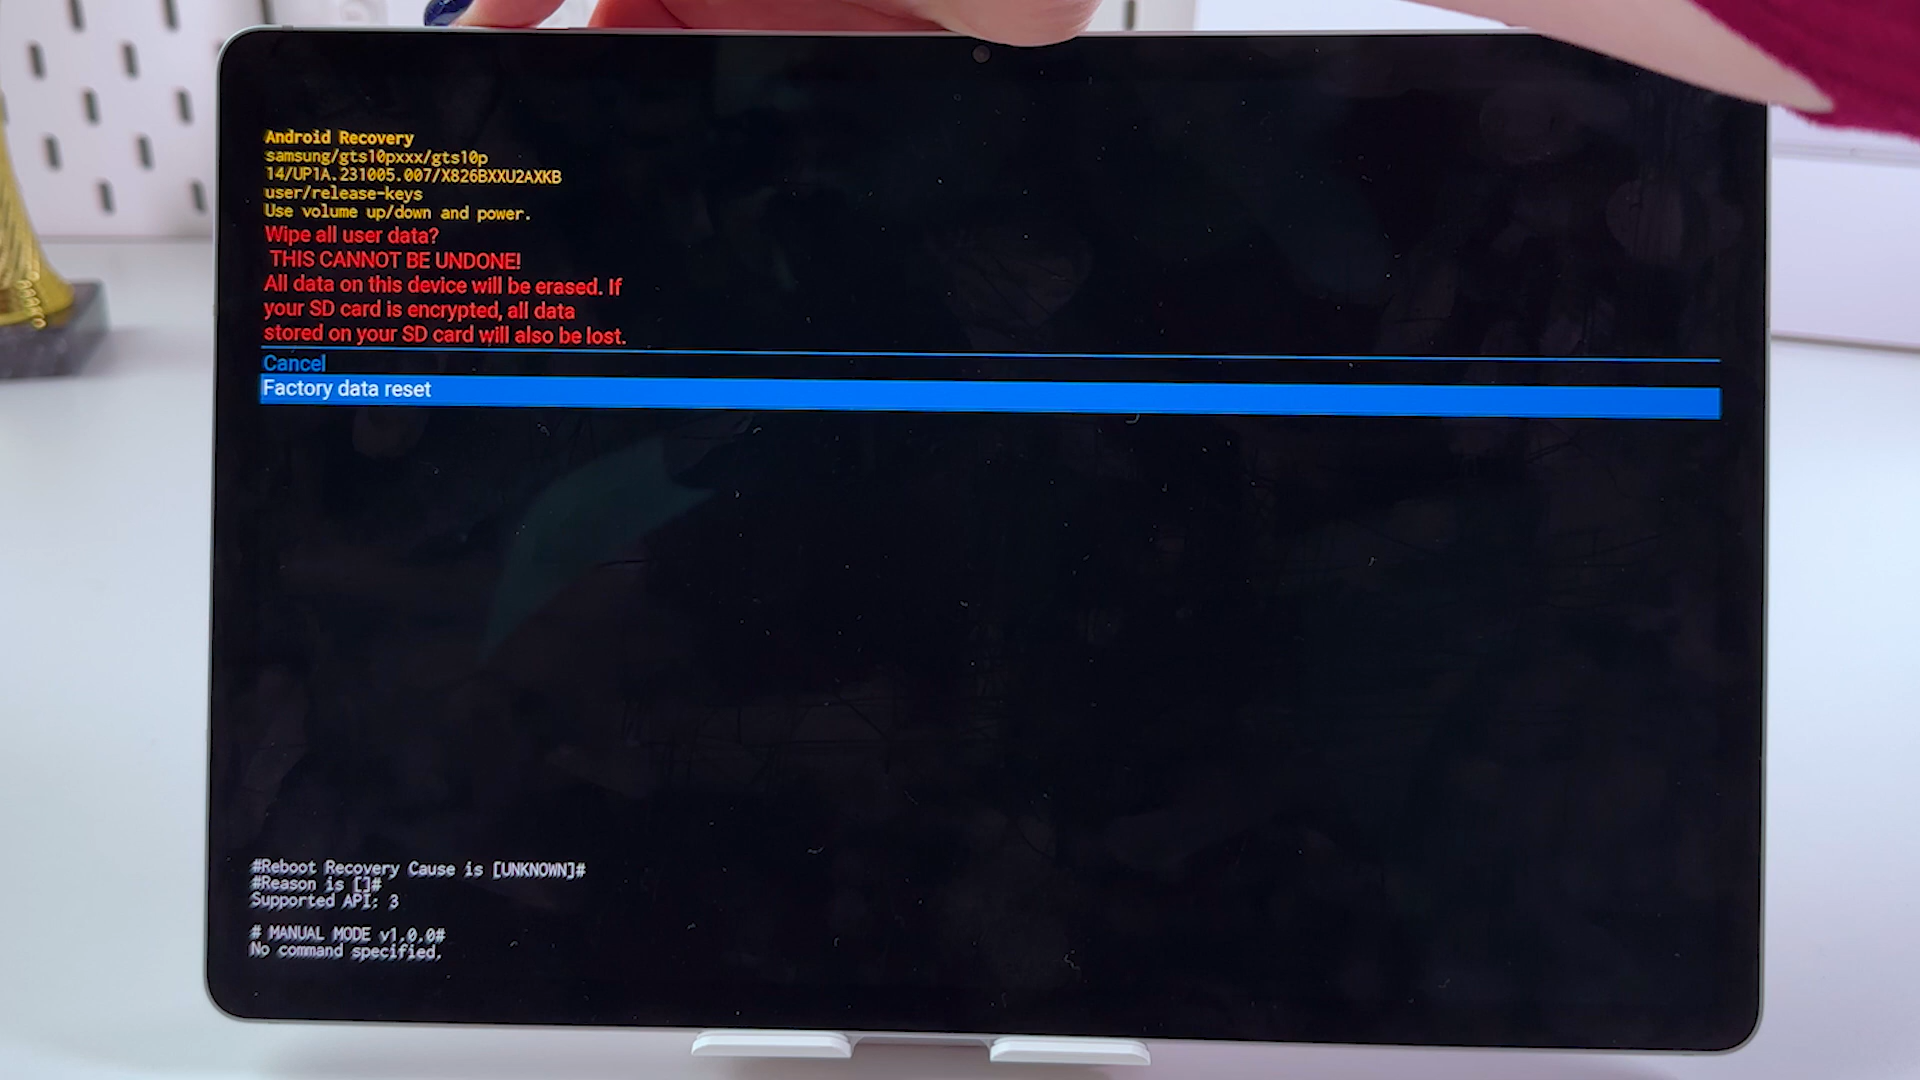 Android Recovery
samsung/gts10pxxx/gts10p
14/UP1A.231005.007/X826BXXU2AXKB
user/release-keys
Use volume up/down and power.
Wipe all user data?
THIS CANNOT BE UNDONE!
All data on this device will be erased. If
your SD card is encrypted, all data
stored on your SD card will also be lost.
Cancel
Factory data reset
#Reboot Recovery Cause is [UNKNOWN]#
#Reason is []#
Supported API: 3
# MANUAL MODE v1.0.0#
No command specified.